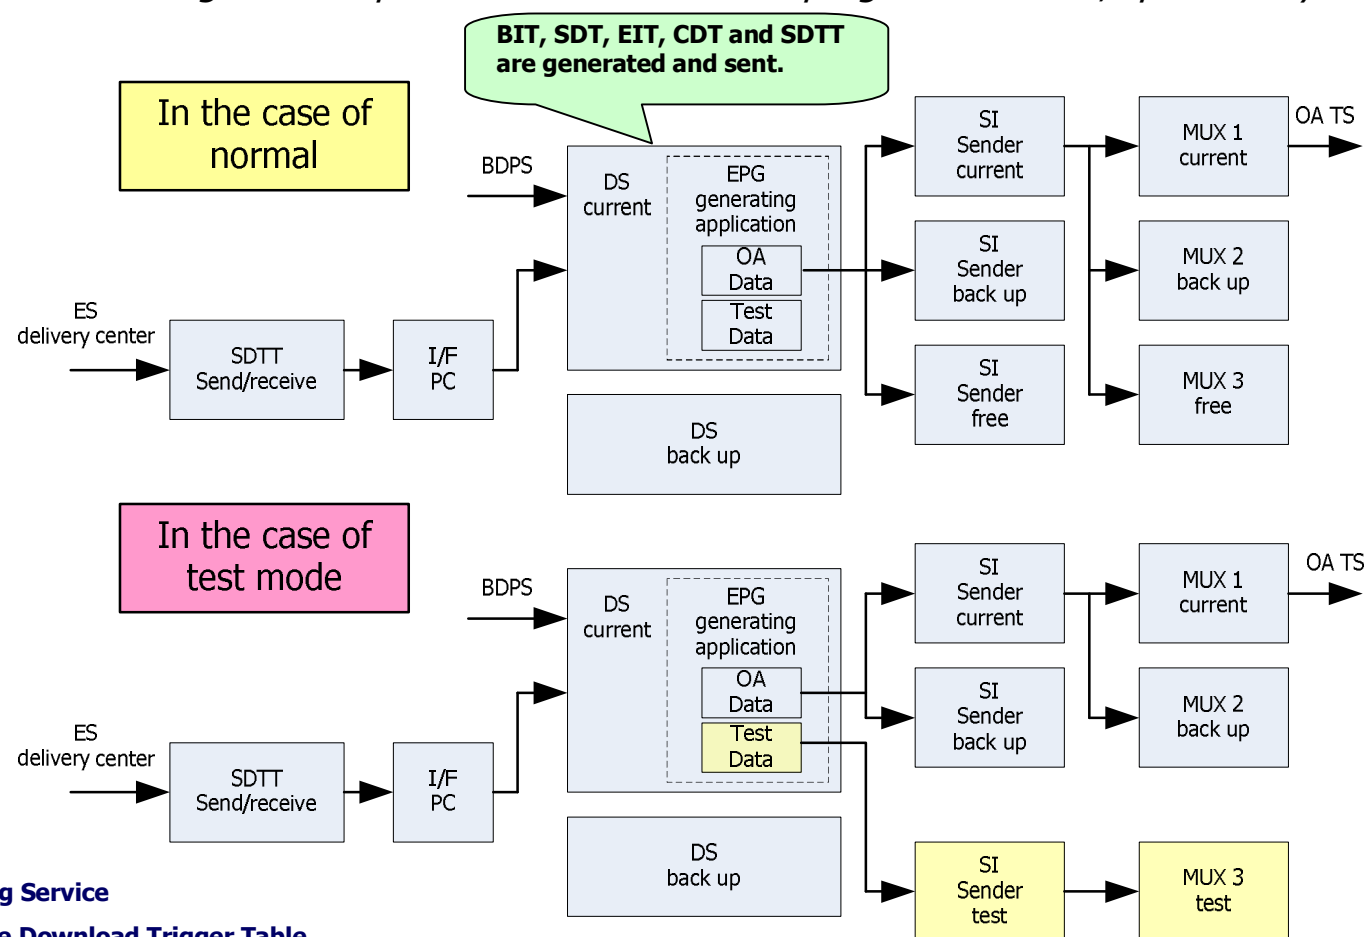 BIT, SDT, EIT, CDT and SDTT
are generated and sent.
In the case of
normal
BDPS
DS
current
EPG
generating
application
OA
Data
Test
Data
SI
Sender
current
MUX 1
current
OA TS
SI
Sender
back up
MUX 2
back up
SI
Sender
free
MUX 3
free
ES
delivery center
SDTT
Send/receive
I/F
PC
DS
back up
In the case of
test mode
BDPS
DS
current
EPG
generating
application
OA
Data
Test
Data
SI
Sender
current
MUX 1
current
OA TS
SI
Sender
back up
MUX 2
back up
ES
delivery center
SDTT
Send/receive
I/F
PC
DS
back up
SI
Sender
test
MUX 3
test
g Service
Download Trigger Table